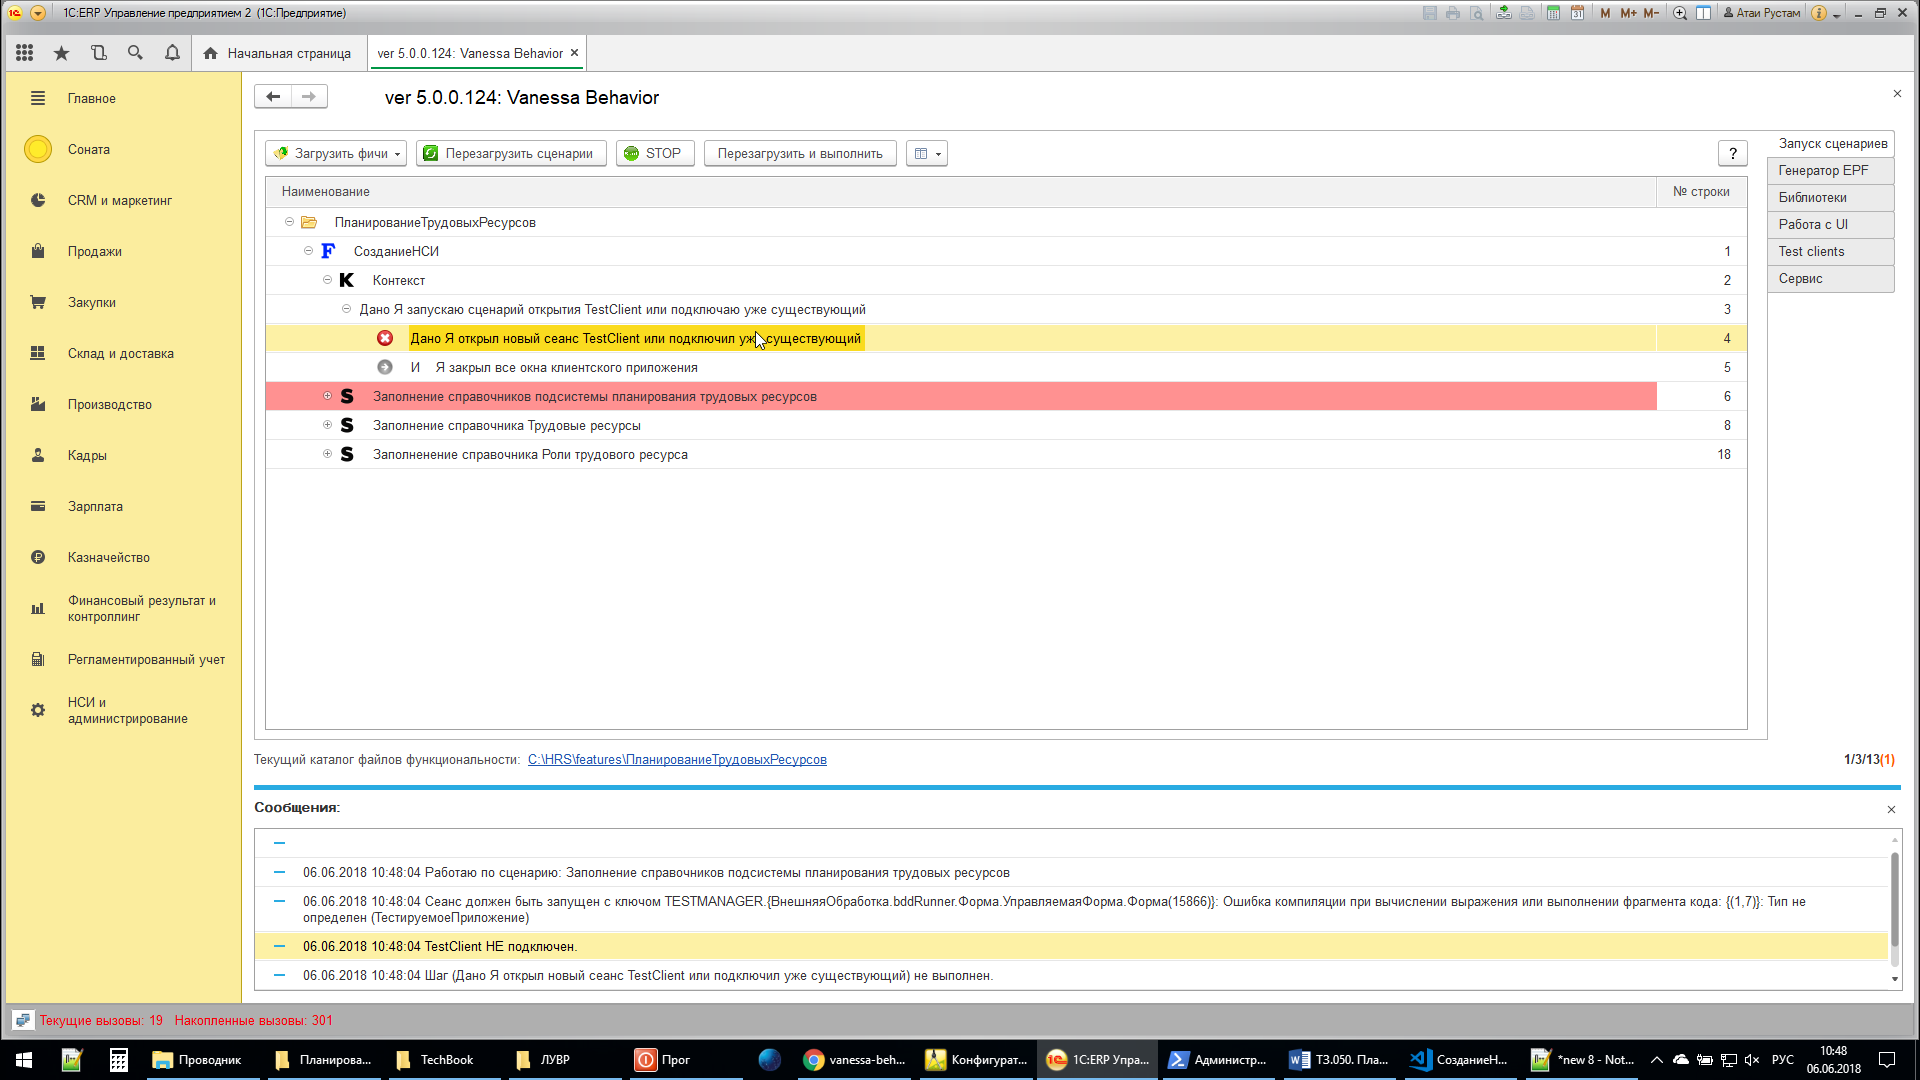 1С:ERP Управление предприятием 2 (1С:Предприятие)
M M+ M- Атаи Рустам
Начальная страница
ver 5.0.0.124: Vanessa Behavior
Главное
Соната
CRM и маркетинг
Продажи
Закупки
Склад и доставка
Производство
Кадры
Зарплата
Казначейство
Финансовый результат и
контроллинг
Регламентированный учет
НСИ и
администрирование
ver 5.0.0.124: Vanessa Behavior
Загрузить фичи
Перезагрузить сценарии
STOP
Перезагрузить и выполнить
?
Запуск сценариев
Генератор EPF
Библиотеки
Работа с UI
Test clients
Сервис
Наименование № строки
ПланированиеТрудовыхРесурсов
F СозданиеНСИ 1
K Контекст 2
Дано Я запускаю сценарий открытия TestClient или подключаю уже существующий 3
Дано Я открыл новый сеанс TestClient или подключил уже существующий 4
И Я закрыл все окна клиентского приложения 5
S Заполнение справочников подсистемы планирования трудовых ресурсов 6
S Заполнение справочника Трудовые ресурсы 8
S Заполненение справочника Роли трудового ресурса 18
Текущий каталог файлов функциональности: C:\HRS\features\ПланированиеТрудовыхРесурсов
1/3/13(1)
Сообщения:
06.06.2018 10:48:04 Работаю по сценарию: Заполнение справочников подсистемы планирования трудовых ресурсов
06.06.2018 10:48:04 Сеанс должен быть запущен с ключом TESTMANAGER.{ВнешняяОбработка.bddRunner.Форма.УправляемаяФорма.Форма(15866)}: Ошибка компиляции при вычислении выражения или выполнении фрагмента кода: {(1,7)}: Тип не
определен (ТестируемоеПриложение)
06.06.2018 10:48:04 TestClient НЕ подключен.
06.06.2018 10:48:04 Шаг (Дано Я открыл новый сеанс TestClient или подключил уже существующий) не выполнен.
Текущие вызовы: 19 Накопленные вызовы: 301
Проводник
Планирова...
TechBook
ЛУВР
Прог
vanessa-beh...
Конфигурат...
1С:ERP Упра...
Администр...
ТЗ.050. Пла...
СозданиеН...
*new 8 - Not...
РУС
10:48
06.06.2018